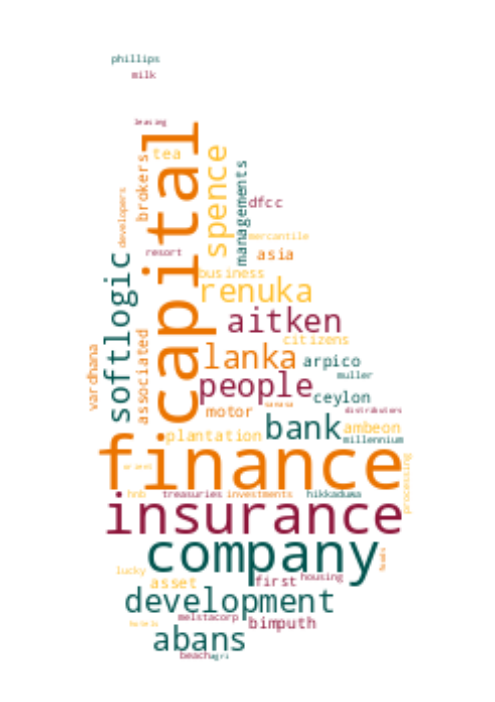 phillips
milk
leasing
capital
tea
brokers
spence
managements
developers
dfcc
mercantile
resort
asia
softlogic
business
renuka
aitken
citizens
associated
vardhana
lanka
arpico
people
muller
ceylon
motor
distributors
bank
ambeon
plantation
millennium
finance
processing
hnb
treasuries
investments
hikkaduwa
insurance
company
foods
lucky
asset
first
housing
development
melstacorp
hotels
bimputh
abans
beach
agri